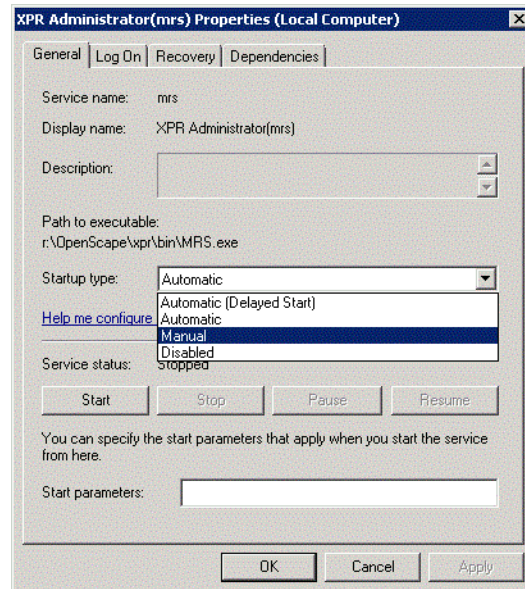 XPR Administrator(mrs) Properties (Local Computer)
General Log On Recovery Dependencies
Service name: mrs
Display name: XPR Administrator(mrs)
Description:
Path to executable:
r:\OpenScape\xpr\bin\MRS.exe
Startup type: Automatic
Automatic (Delayed Start)
Help me configure Automatic
Manual
Disabled
Service status: Stopped
Start Stop Pause Resume
You can specify the start parameters that apply when you start the service
from here.
Start parameters:
OK Cancel Apply